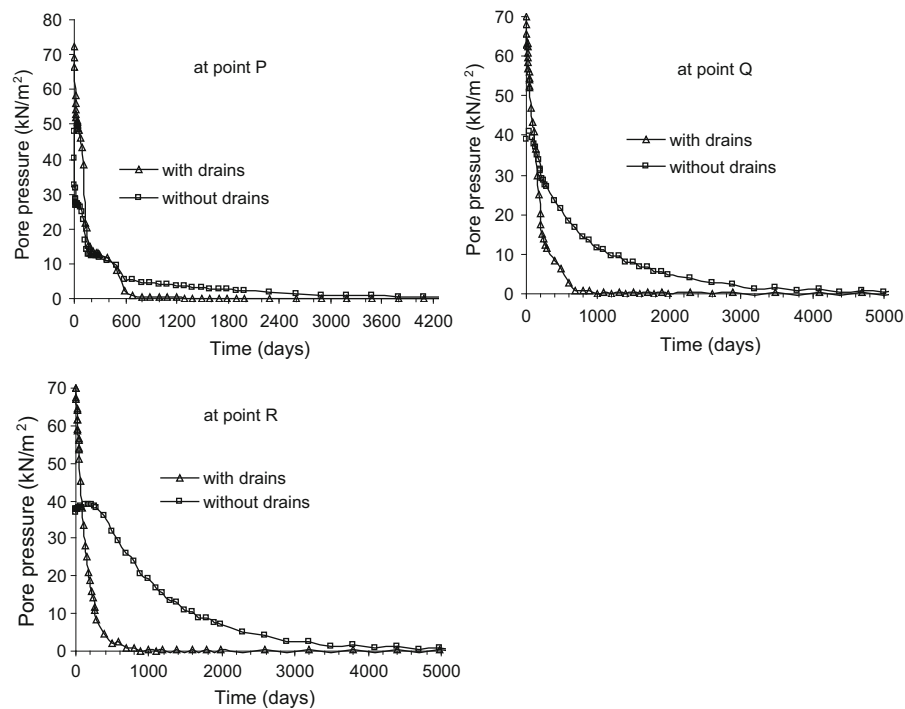 80
70
60
50
40
30
20
10
0
Pore pressure (kN/m²)
at point P
with drains
without drains
0 600 1200 1800 2400 3000 3600 4200
Time (days)
70
60
50
40
30
20
10
0
Pore pressure (kN/m²)
at point Q
with drains
without drains
0 1000 2000 3000 4000 5000
Time (days)
70
60
50
40
30
20
10
0
Pore pressure (kN/m²)
at point R
with drains
without drains
0 1000 2000 3000 4000 5000
Time (days)